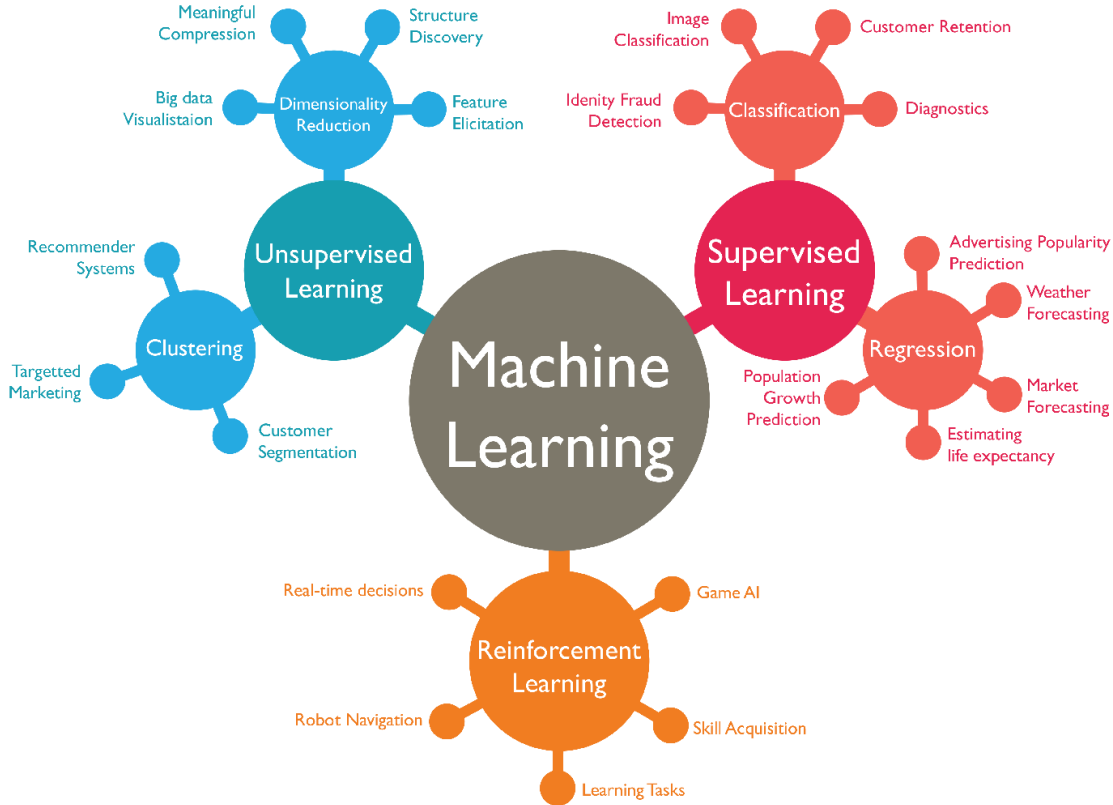 Meaningful
Compression
Structure
Discovery
Big data
Visualistaion
Dimensionality
Reduction
Feature
Elicitation
Image
Classification
Customer Retention
Idenity Fraud
Detection
Classification
Diagnostics
Unsupervised
Learning
Supervised
Learning
Recommender
Systems
Clustering
Targetted
Marketing
Customer
Segmentation
Machine
Learning
Advertising Popularity
Prediction
Weather
Forecasting
Regression
Population
Growth
Prediction
Market
Forecasting
Estimating
life expectancy
Real-time decisions
Game AI
Reinforcement
Learning
Robot Navigation
Skill Acquisition
Learning Tasks